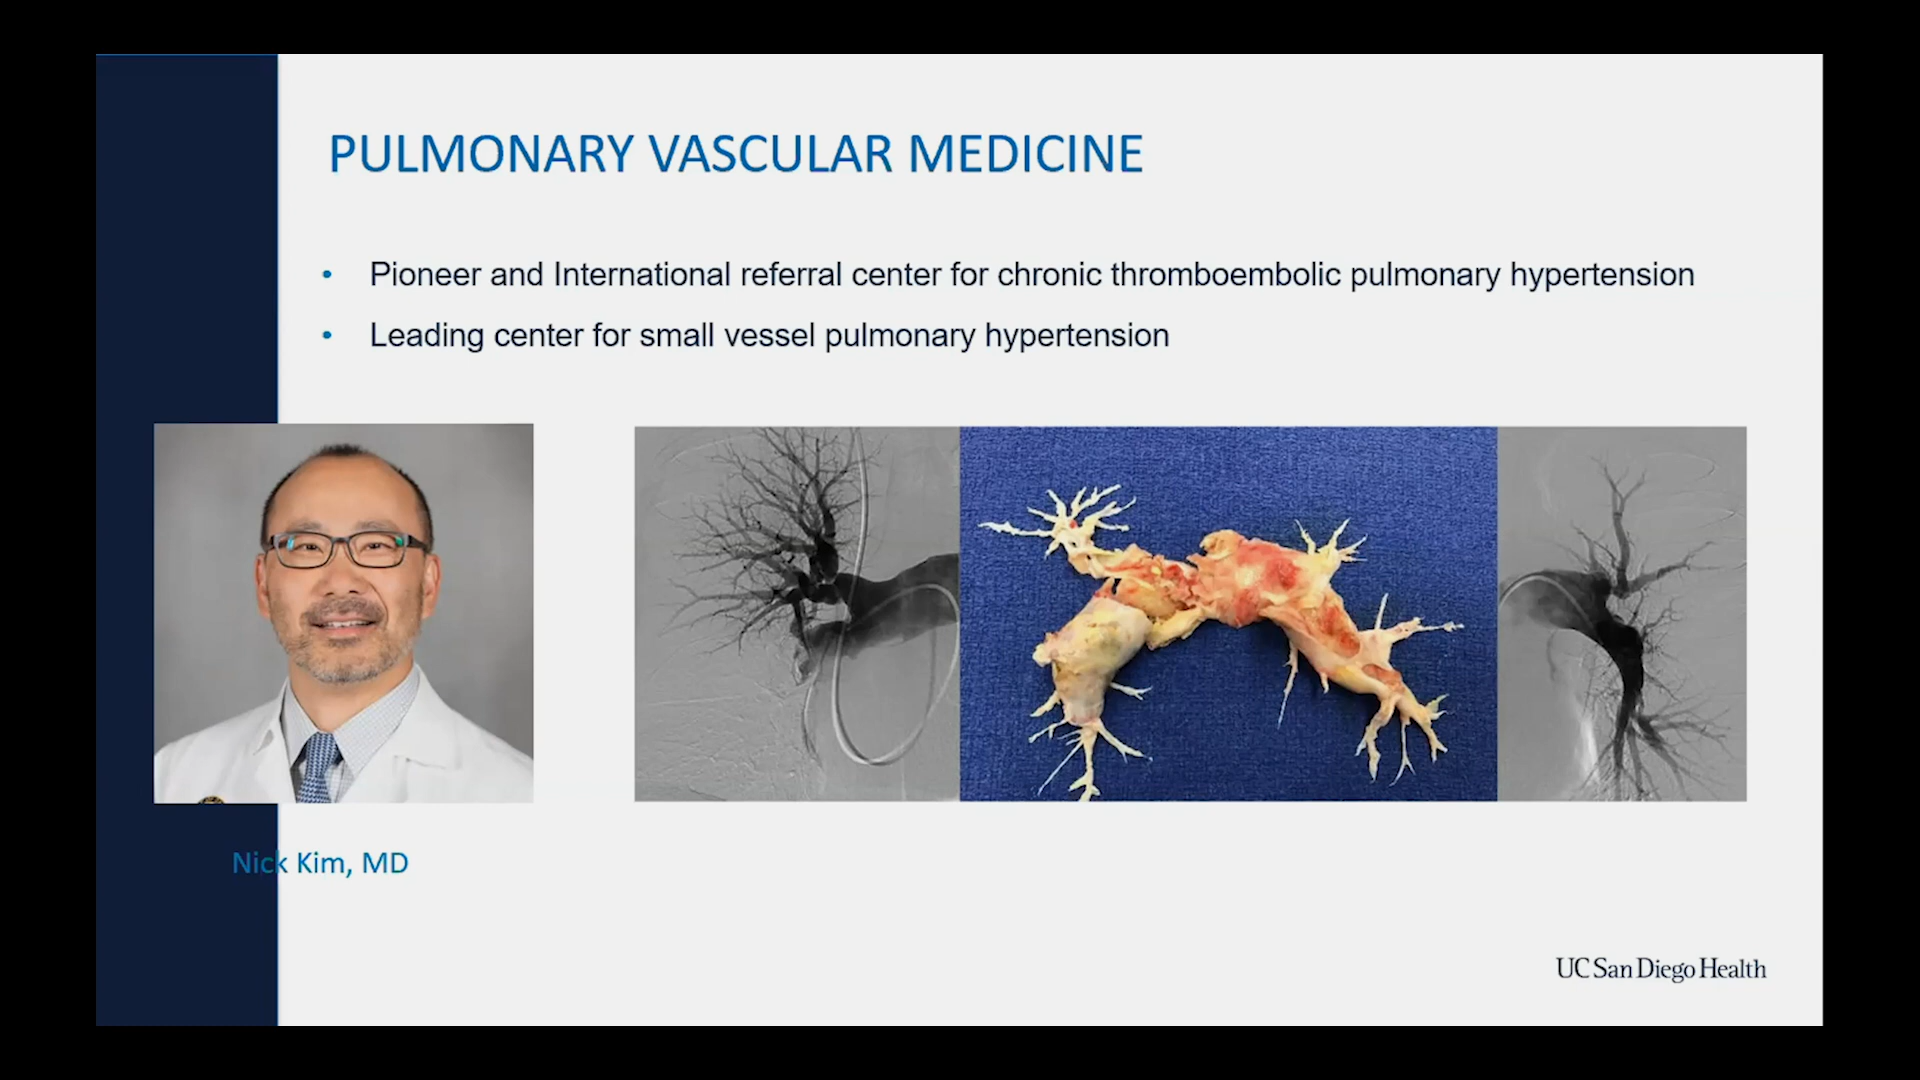 PULMONARY VASCULAR MEDICINE
• Pioneer and International referral center for chronic thromboembolic pulmonary hypertension
• Leading center for small vessel pulmonary hypertension
Nick Kim, MD
UC San Diego Health